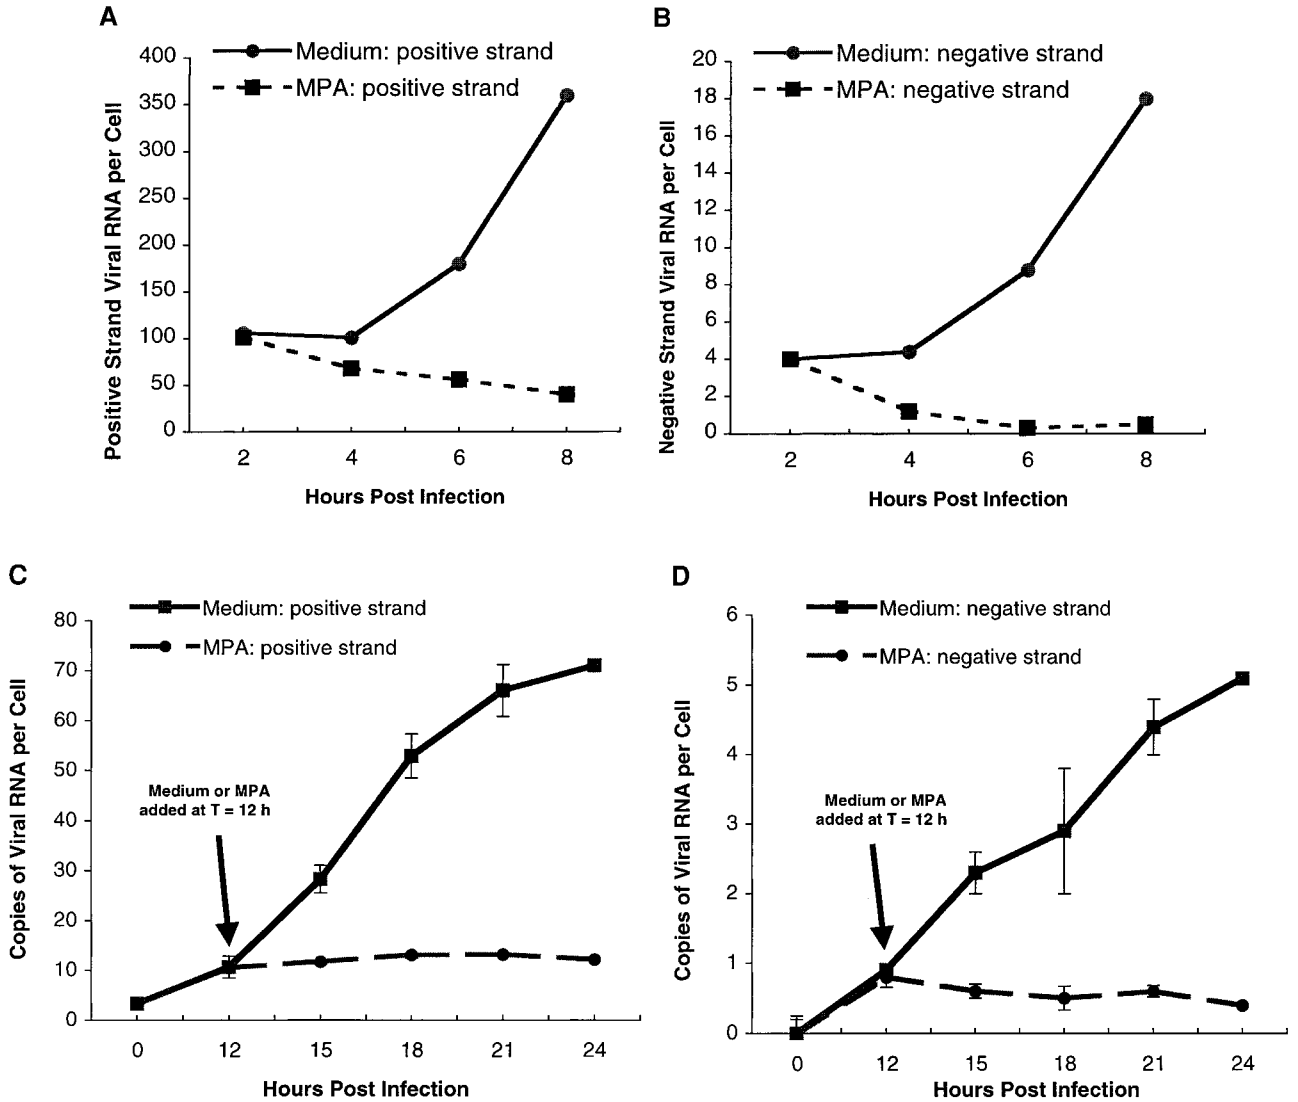 A
Medium: positive strand
MPA: positive strand
Positive Strand Viral RNA per Cell
400
350
300
250
200
150
100
50
0
2 4 6 8
Hours Post Infection
B
Medium: negative strand
MPA: negative strand
Negative Strand Viral RNA per Cell
20
18
16
14
12
10
8
6
4
2
0
2 4 6 8
Hours Post Infection
C
Medium: positive strand
MPA: positive strand
Copies of Viral RNA per Cell
80
70
60
50
40
30
20
10
0
Medium or MPA
added at T = 12 h
0 12 15 18 21 24
Hours Post Infection
D
Medium: negative strand
MPA: negative strand
Copies of Viral RNA per Cell
6
5
4
3
2
1
0
Medium or MPA
added at T = 12 h
0 12 15 18 21 24
Hours Post Infection